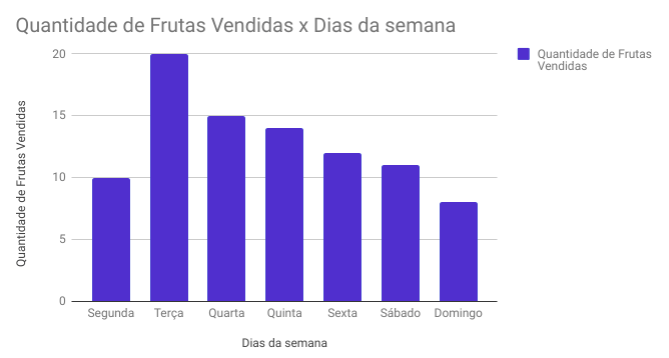 Quantidade de Frutas Vendidas x Dias da semana
Quantidade de Frutas
Vendidas
Quantidade de Frutas Vendidas
20
15
10
5
0
Segunda Terça Quarta Quinta Sexta Sábado Domingo
Dias da semana